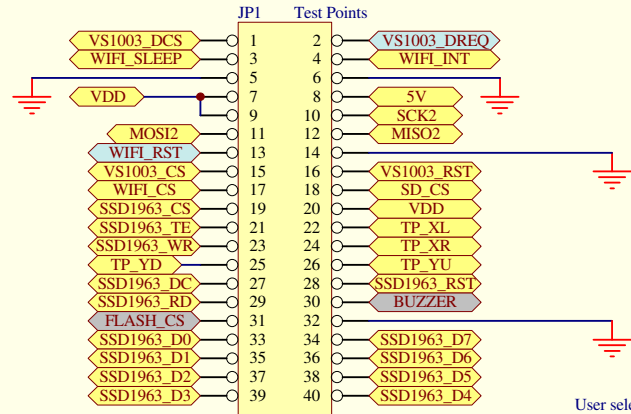 JP1 Test Points
VS1003_DCS 1 2 VS1003_DREQ
WIFI_SLEEP 3 4 WIFI_INT
5 6
VDD 7 8 5V
9 10 SCK2
MOSI2 11 12 MISO2
WIFI_RST 13 14
VS1003_CS 15 16 VS1003_RST
WIFI_CS 17 18 SD_CS
SSD1963_CS 19 20 VDD
SSD1963_TE 21 22 TP_XL
SSD1963_WR 23 24 TP_XR
TP_YD 25 26 TP_YU
SSD1963_DC 27 28 SSD1963_RST
SSD1963_RD 29 30 BUZZER
FLASH_CS 31 32
SSD1963_D0 33 34 SSD1963_D7
SSD1963_D1 35 36 SSD1963_D6
SSD1963_D2 37 38 SSD1963_D5
SSD1963_D3 39 40 SSD1963_D4
User